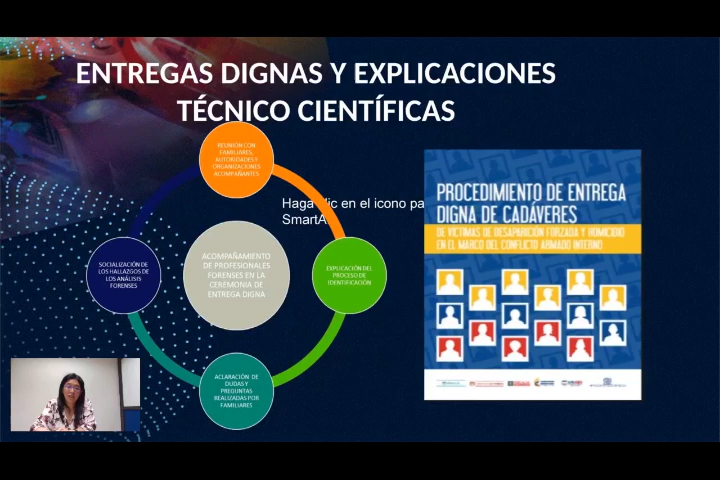 ENTREGAS DIGNAS Y EXPLICACIONES
TÉCNICO CIENTÍFICAS
REUNIÓN CON
FAMILIARES,
AUTORIDADES Y
ORGANIZACIONES
ACOMPAÑANTES
Haga clic en el icono pa
SmartA
ACOMPAÑAMIENTO
DE PROFESIONALES
FORENSES EN LA
CEREMONIA DE
ENTREGA DIGNA
SOCIALIZACIÓN DE
LOS HALLAZGOS DE
LOS ANÁLISIS
FORENSES
EXPLICACIÓN DEL
PROCESO DE
IDENTIFICACIÓN
ACLARACIÓN DE
DUDAS Y
PREGUNTAS
REALIZADAS POR
FAMILIARES
PROCEDIMIENTO DE ENTREGA
DIGNA DE CADÁVERES
DE VÍCTIMAS DE DESAPARICIÓN FORZADA Y HOMICIDIO
EN EL MARCO DEL CONFLICTO ARMADO INTERNO